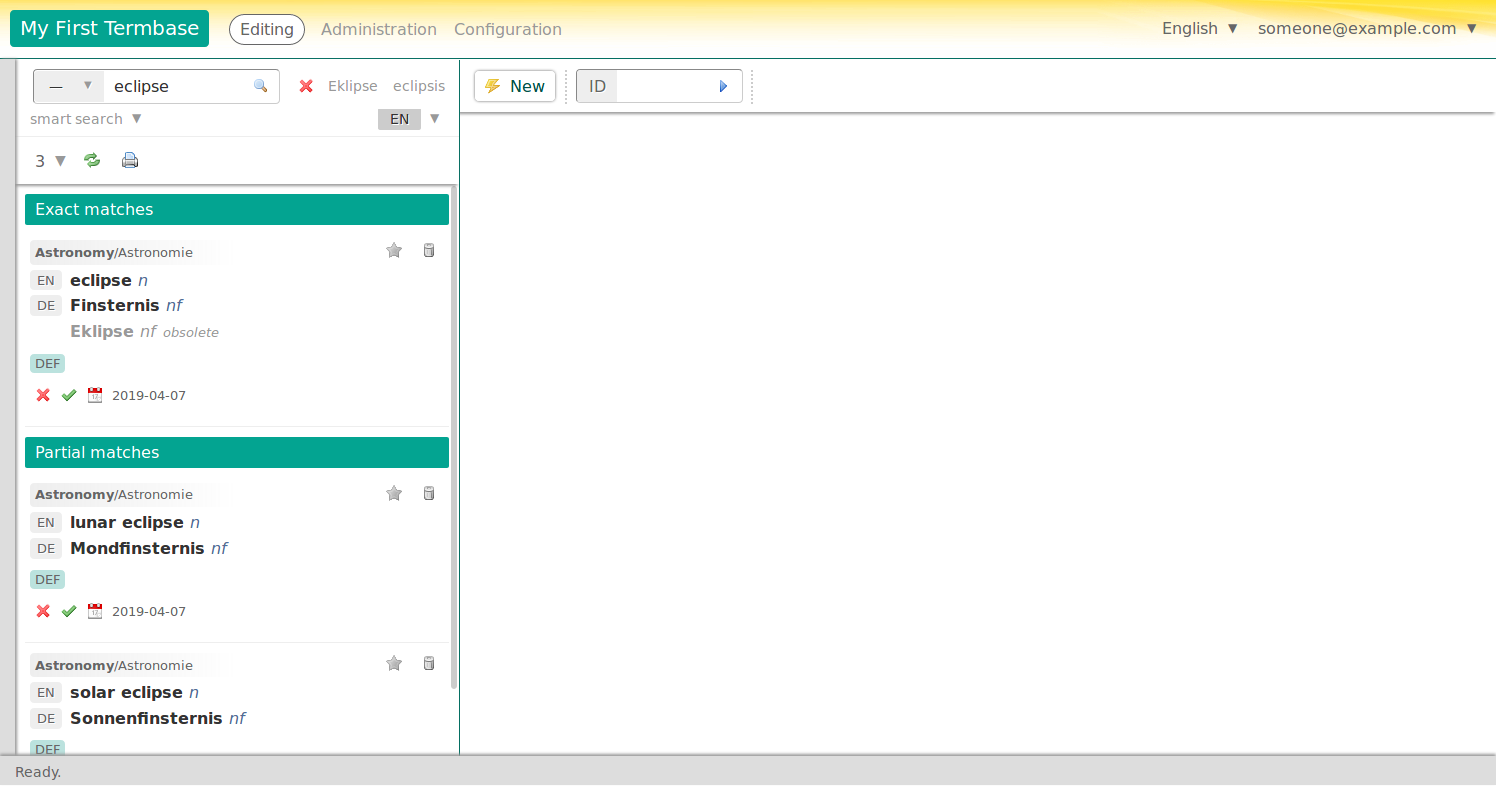 My First Termbase Editing Administration Configuration English ▼ someone@example.com ▼
— ▼ eclipse Eklipse eclipsis
smart search ▼ EN ▼
3 ▼
New ID
Exact matches
Astronomy/Astronomie
EN eclipse n
DE Finsternis nf
Eklipse nf obsolete
DEF
2019-04-07
Partial matches
Astronomy/Astronomie
EN lunar eclipse n
DE Mondfinsternis nf
DEF
2019-04-07
Astronomy/Astronomie
EN solar eclipse n
DE Sonnenfinsternis nf
DEF
Ready.